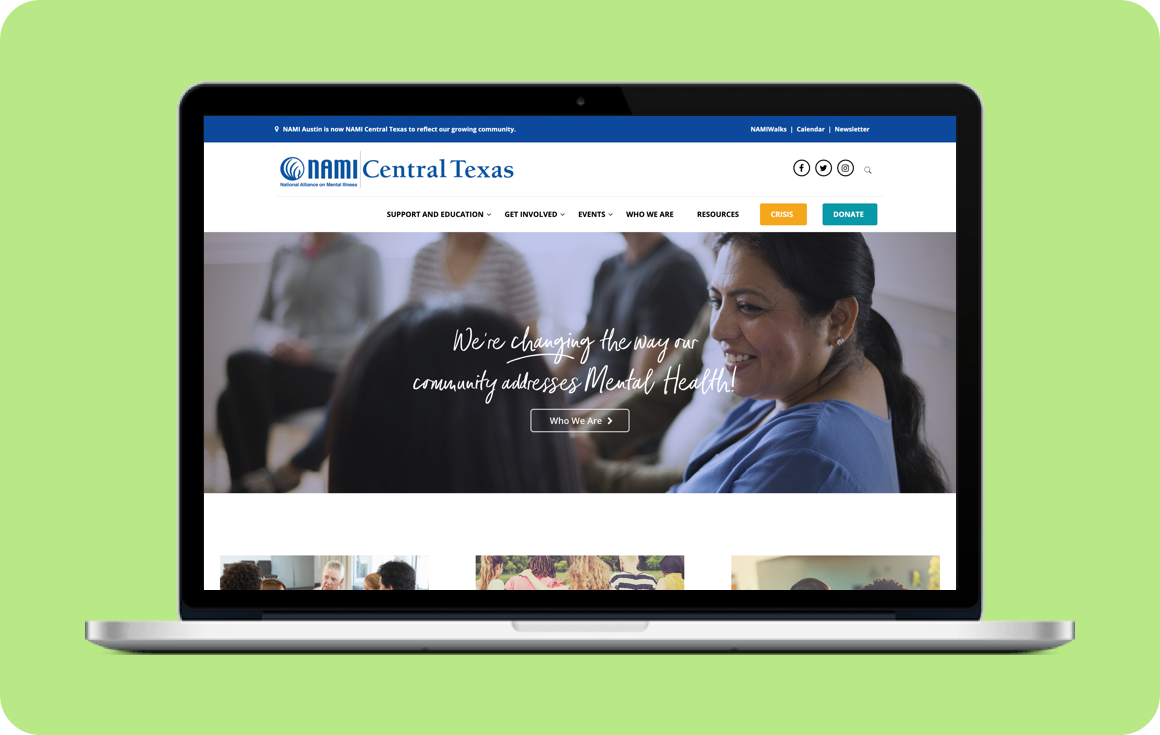 NAMI Austin is now NAMI Central Texas to reflect our growing community.
NAMIWalks | Calendar | Newsletter
NAMI Central Texas
National Alliance on Mental Illness
SUPPORT AND EDUCATION GET INVOLVED EVENTS WHO WE ARE RESOURCES CRISIS DONATE
We're changing the way our
community addresses Mental Health!
Who We Are